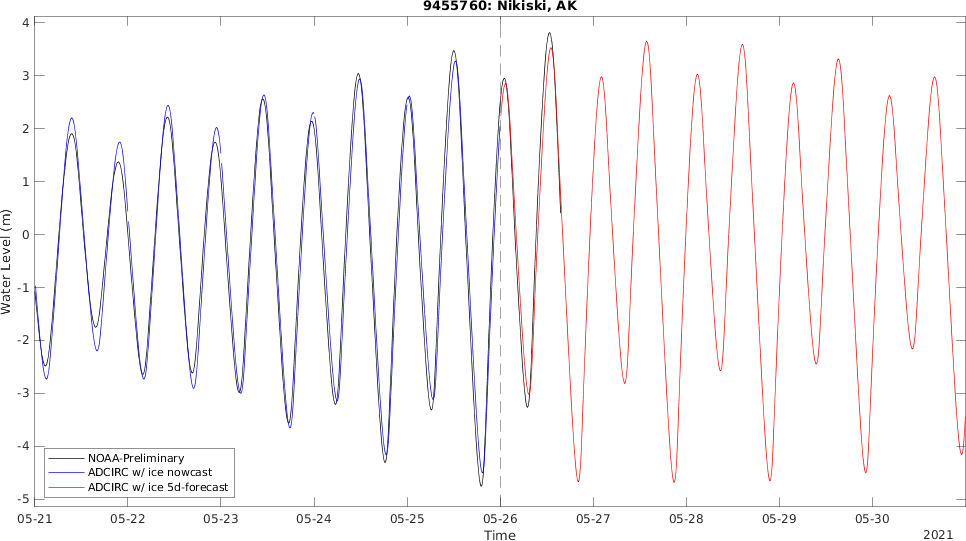 9455760: Nikiski, AK
4
3
2
1
0
-1
-2
-3
-4
-5
Water Level (m)
NOAA-Preliminary
ADCIRC w/ ice nowcast
ADCIRC w/ ice 5d-forecast
05-21 05-22 05-23 05-24 05-25 05-26 05-27 05-28 05-29 05-30
Time
2021